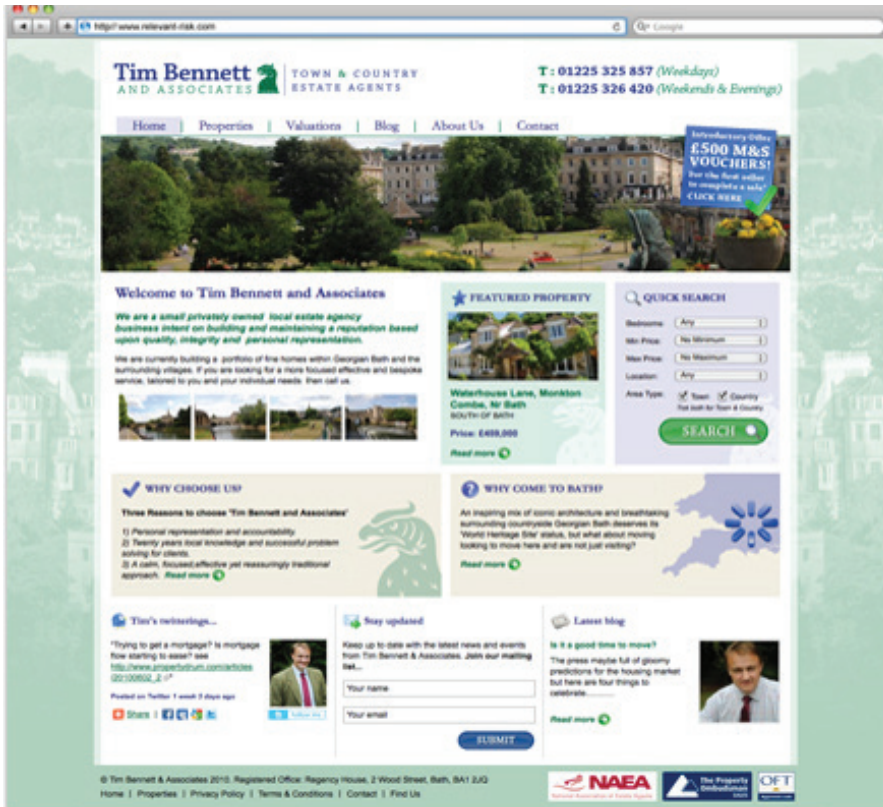 http://www.relevant-risk.com
Google
Tim Bennett
AND ASSOCIATES
TOWN & COUNTRY
ESTATE AGENTS
T : 01225 325 857 (Weekdays)
T : 01225 326 420 (Weekends & Evenings)
Home | Properties | Valuations | Blog | About Us | Contact
Introductory Offer
£500 M&S
VOUCHERS!
For the first seller
to complete a sale*
CLICK HERE
Welcome to Tim Bennett and Associates
We are a small privately owned local estate agency
business intent on building and maintaining a reputation based
upon quality, integrity and personal representation.
We are currently building a portfolio of fine homes within Georgian Bath and the
surrounding villages. If you are looking for a more focused effective and bespoke
service, tailored to you and your individual needs then call us.
FEATURED PROPERTY
Waterhouse Lane, Monkton
Combe, Nr Bath
SOUTH OF BATH
Price: £499,000
Read more
QUICK SEARCH
Bedrooms: Any
Min Price: No Minimum
Max Price: No Maximum
Location: Any
Area Type: Town Country
Tick both for Town & Country
SEARCH
WHY CHOOSE US?
Three Reasons to choose 'Tim Bennett and Associates'
1) Personal representation and accountability.
2) Twenty years local knowledge and successful problem
solving for clients.
3) A calm, focused,effective yet reassuringly traditional
approach. Read more
WHY COME TO BATH?
An inspiring mix of iconic architecture and breathtaking
surrounding countryside Georgian Bath deserves its
'World Heritage Site' status, but what about moving
looking to move here and are not just visiting?
Read more
Tim's twitterings...
"Trying to get a mortgage? Is mortgage
flow starting to ease? see
http://www.propertydrum.com/articles
/20100602_2
Posted on Twitter 1 week 3 days ago
Share |
Stay updated
Keep up to date with the latest news and events
from Tim Bennett & Associates. Join our mailing
list...
Your name
Your email
SUBMIT
Latest blog
Is it a good time to move?
The press maybe full of gloomy
predictions for the housing market
but here are four things to
celebrate............
Read more
© Tim Bennett & Associates 2010. Registered Office: Regency House, 2 Wood Street, Bath, BA1 2JQ
Home | Properties | Privacy Policy | Terms & Conditions | Contact | Find Us
NAEA
National Association of Estate Agents
The Property
Ombudsman
SALES
OFT